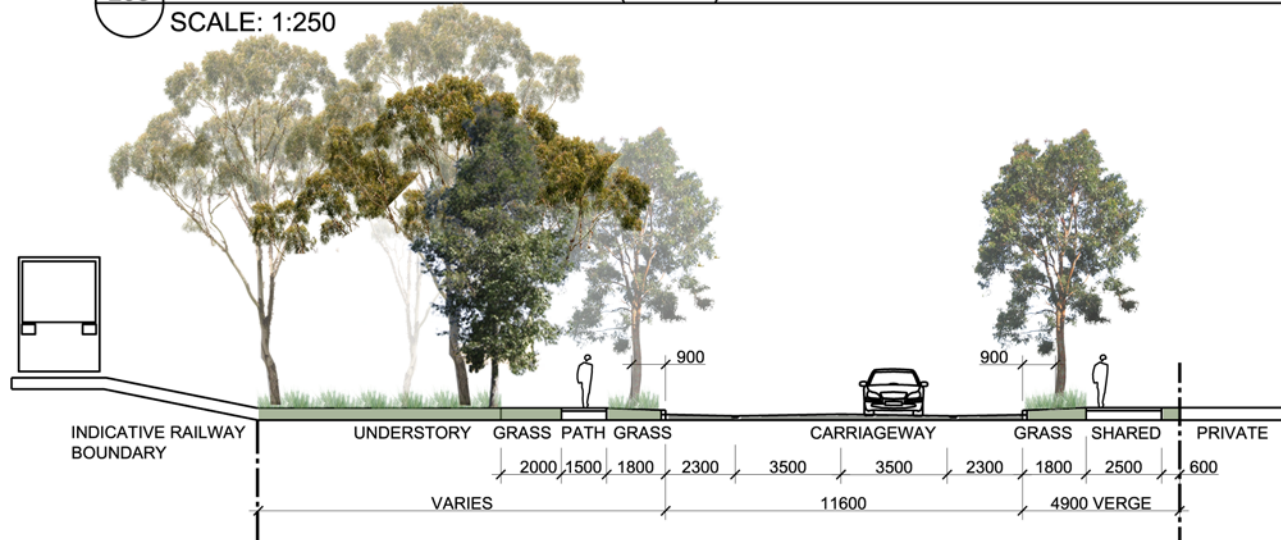 SCALE: 1:250
900 900
INDICATIVE RAILWAY BOUNDARY
UNDERSTORY GRASS PATH GRASS CARRIAGEWAY GRASS SHARED PRIVATE
2000 1500 1800 2300 3500 3500 2300 1800 2500 600
VARIES 11600 4900 VERGE